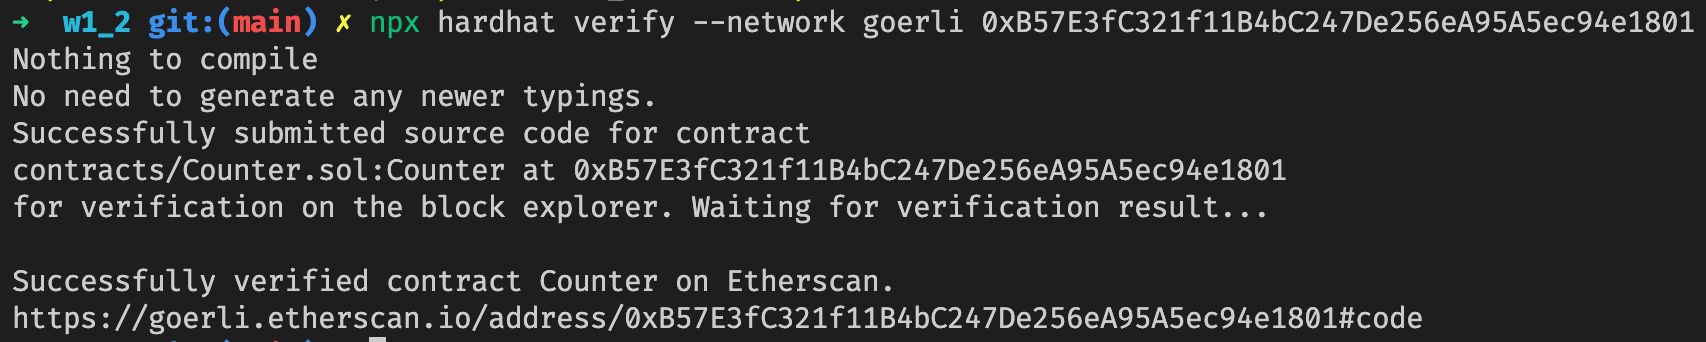 ➜  w1_2 git:(main) ✗ npx hardhat verify --network goerli 0xB57E3fC321f11B4bC247De256eA95A5ec94e1801
Nothing to compile
No need to generate any newer typings.
Successfully submitted source code for contract
contracts/Counter.sol:Counter at 0xB57E3fC321f11B4bC247De256eA95A5ec94e1801
for verification on the block explorer. Waiting for verification result...
Successfully verified contract Counter on Etherscan.
https://goerli.etherscan.io/address/0xB57E3fC321f11B4bC247De256eA95A5ec94e1801#code